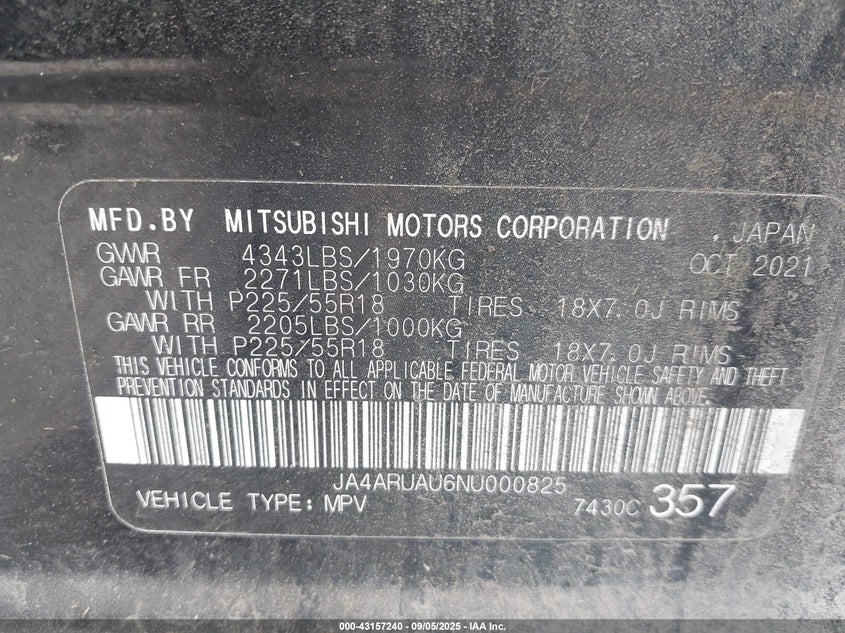 MFD.BY MITSUBISHI MOTORS CORPORATION . JAPAN
GVWR 4343LBS/1970KG OCT 2021
GAWR FR 2271LBS/1030KG
WITH P225/55R18 TIRES 18X7.0J RIMS
GAWR RR 2205LBS/1000KG
WITH P225/55R18 TIRES 18X7.0J RIMS
THIS VEHICLE CONFORMS TO ALL APPLICABLE FEDERAL MOTOR VEHICLE SAFETY AND THEFT
PREVENTION STANDARDS IN EFFECT ON THE DATE OF MANUFACTURE SHOWN ABOVE.
JA4ARUAU6NU000825
VEHICLE TYPE: MPV 7430C 357
000-43157240 - 09/05/2025 - IAA Inc.